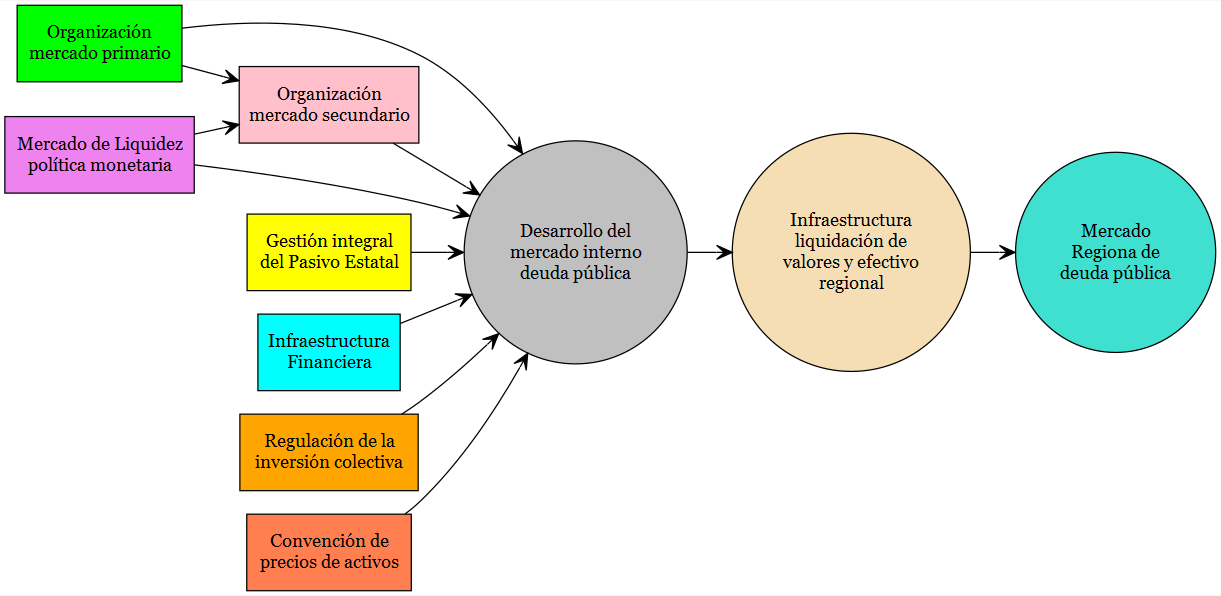 Organización
mercado primario
Organización
mercado secundario
Mercado de Liquidez
política monetaria
Gestión integral
del Pasivo Estatal
Infraestructura
Financiera
Regulación de la
inversión colectiva
Convención de
precios de activos
Desarrollo del
mercado interno
deuda pública
Infraestructura
liquidación de
valores y efectivo
regional
Mercado
Regiona de
deuda pública